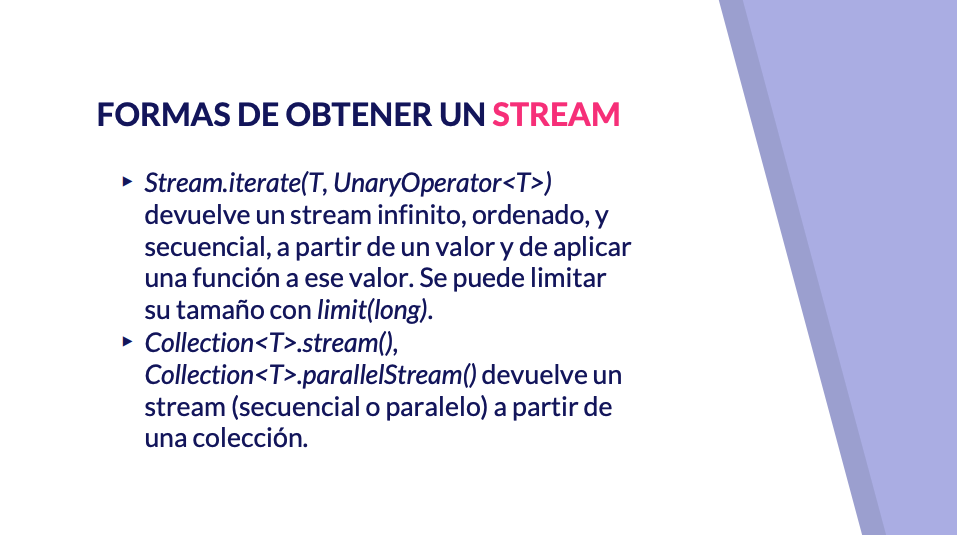 FORMAS DE OBTENER UN STREAM
▸ Stream.iterate(T, UnaryOperator<T>)
devuelve un stream infinito, ordenado, y
secuencial, a partir de un valor y de aplicar
una función a ese valor. Se puede limitar
su tamaño con limit(long).
▸ Collection<T>.stream(),
Collection<T>.parallelStream() devuelve un
stream (secuencial o paralelo) a partir de
una colección.